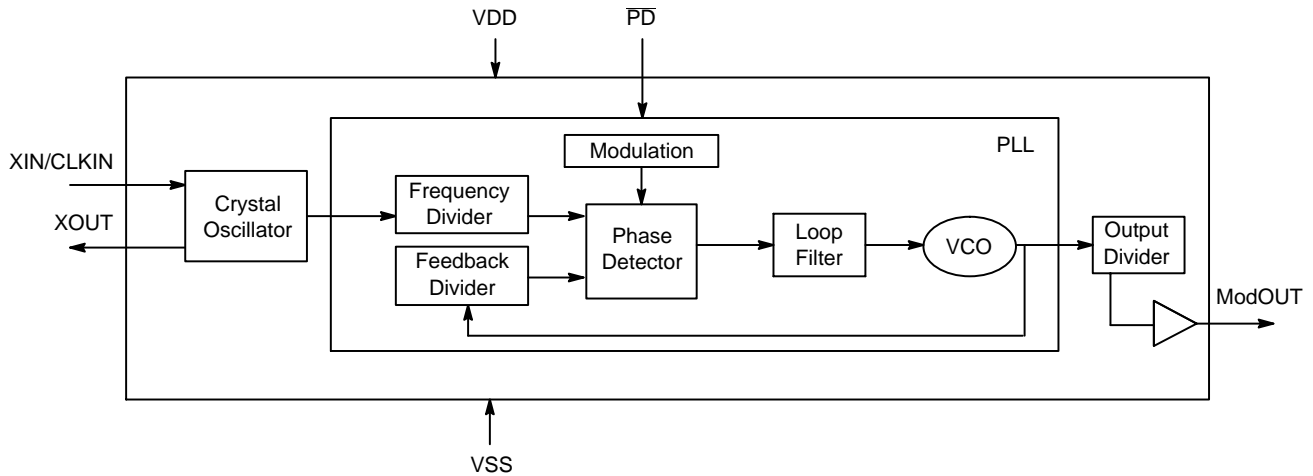 VDD
P̅D̅
PLL
Modulation
XIN/CLKIN
XOUT
Crystal
Oscillator
Frequency
Divider
Feedback
Divider
Phase
Detector
Loop
Filter
VCO
Output
Divider
ModOUT
VSS